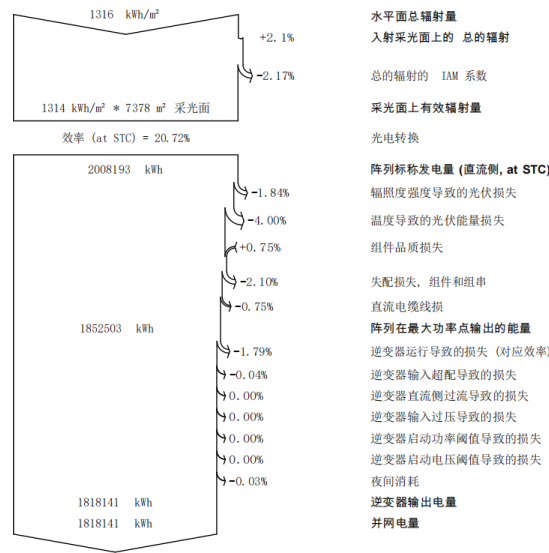 1316 kWh/m² 水平面总辐射量
+2.1% 入射采光面上的 总的辐射
-2.17% 总的辐射的 IAM 系数
1314 kWh/m² * 7378 m² 采光面 采光面上有效辐射量
效率 (at STC) = 20.72% 光电转换
2008193 kWh 阵列标称发电量 (直流侧, at STC)
-1.84% 辐照度强度导致的光伏损失
-4.00% 温度导致的光伏能量损失
+0.75% 组件品质损失
-2.10% 失配损失, 组件和组串
-0.75% 直流电缆线损
1852503 kWh 阵列在最大功率点输出的能量
-1.79% 逆变器运行导致的损失 (对应效率)
-0.04% 逆变器输入超配导致的损失
0.00% 逆变器直流侧过流导致的损失
0.00% 逆变器输入过压导致的损失
0.00% 逆变器启动功率阈值导致的损失
0.00% 逆变器启动电压阈值导致的损失
-0.03% 夜间消耗
1818141 kWh 逆变器输出电量
1818141 kWh 并网电量